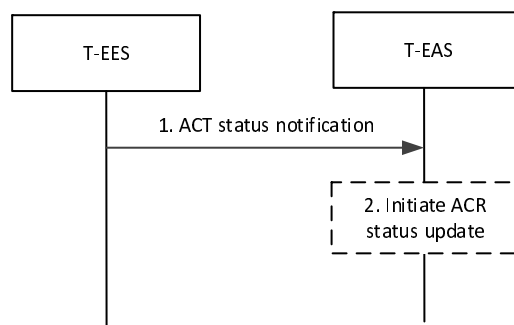 T-EES
T-EAS
1. ACT status notification
2. Initiate ACR
status update